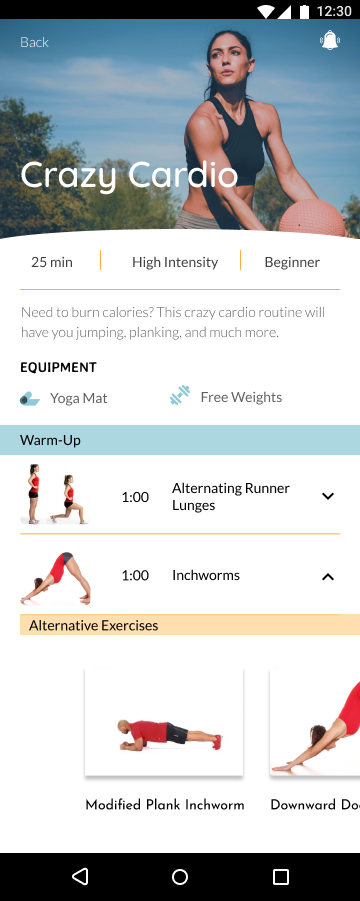 12:30
Back
Crazy Cardio
25 min
High Intensity
Beginner
Need to burn calories? This crazy cardio routine will
have you jumping, planking, and much more.
EQUIPMENT
Yoga Mat
Free Weights
Warm-Up
1:00
Alternating Runner
Lunges
1:00
Inchworms
Alternative Exercises
Modified Plank Inchworm
Downward Do